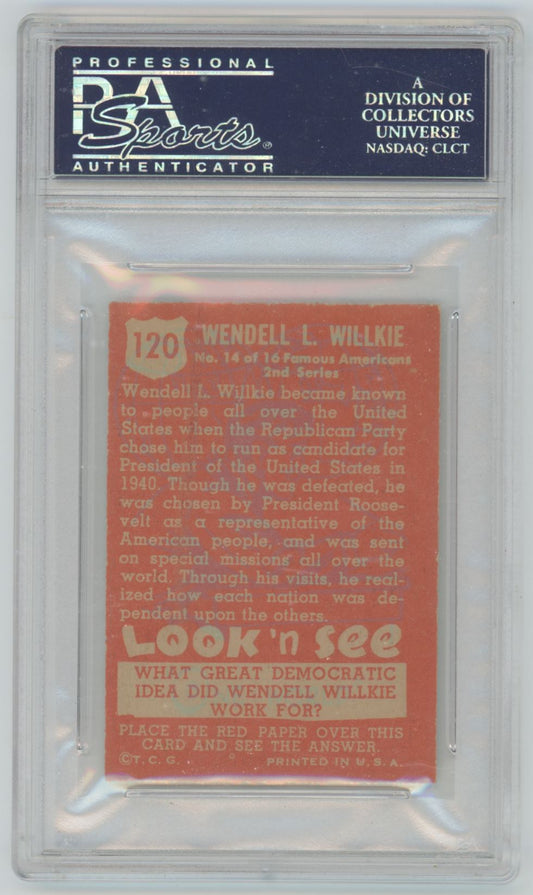 PROFESSIONAL
PSA
Sports®
AUTHENTICATOR
A
DIVISION OF
COLLECTORS
UNIVERSE
NASDAQ: CLCT
120
WENDELL L. WILLKIE
No. 14 of 16 Famous Americans
2nd Series
Wendell L. Willkie became known
to people all over the United
States when the Republican Party
chose him to run as candidate for
President of the United States in
1940. Though he was defeated, he
was chosen by President Roose-
velt as a representative of the
American people, and was sent
on special missions all over the
world. Through his visits, he real-
ized how each nation was de-
pendent upon the others.
LOOK 'n SEE
WHAT GREAT DEMOCRATIC
IDEA DID WENDELL WILLKIE
WORK FOR?
PLACE THE RED PAPER OVER THIS
CARD AND SEE THE ANSWER.
©T.C.G. PRINTED IN U.S.A.